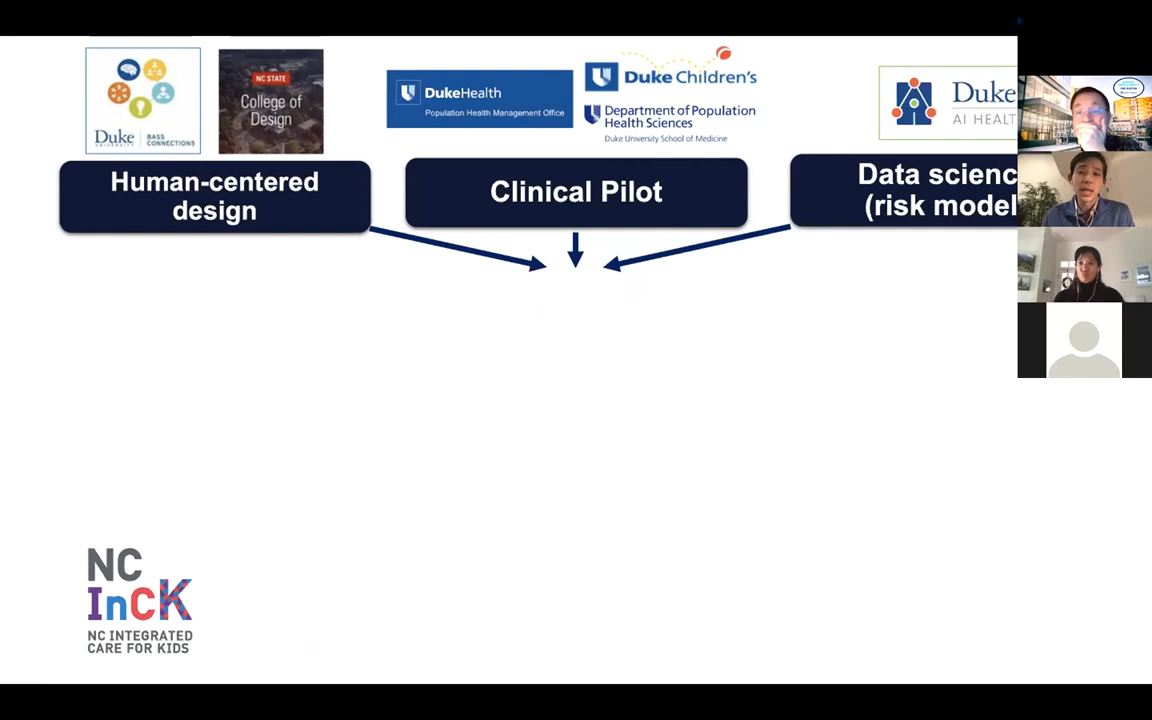 Duke
UNIVERSITY
BASS
CONNECTIONS
NC STATE
College of
Design
DukeHealth
Population Health Management Office
Duke Children's
Department of Population
Health Sciences
Duke University School of Medicine
Duke
AI HEALT
Human-centered
design
Clinical Pilot
Data scienc
(risk model
NC
InCK
NC INTEGRATED
CARE FOR KIDS